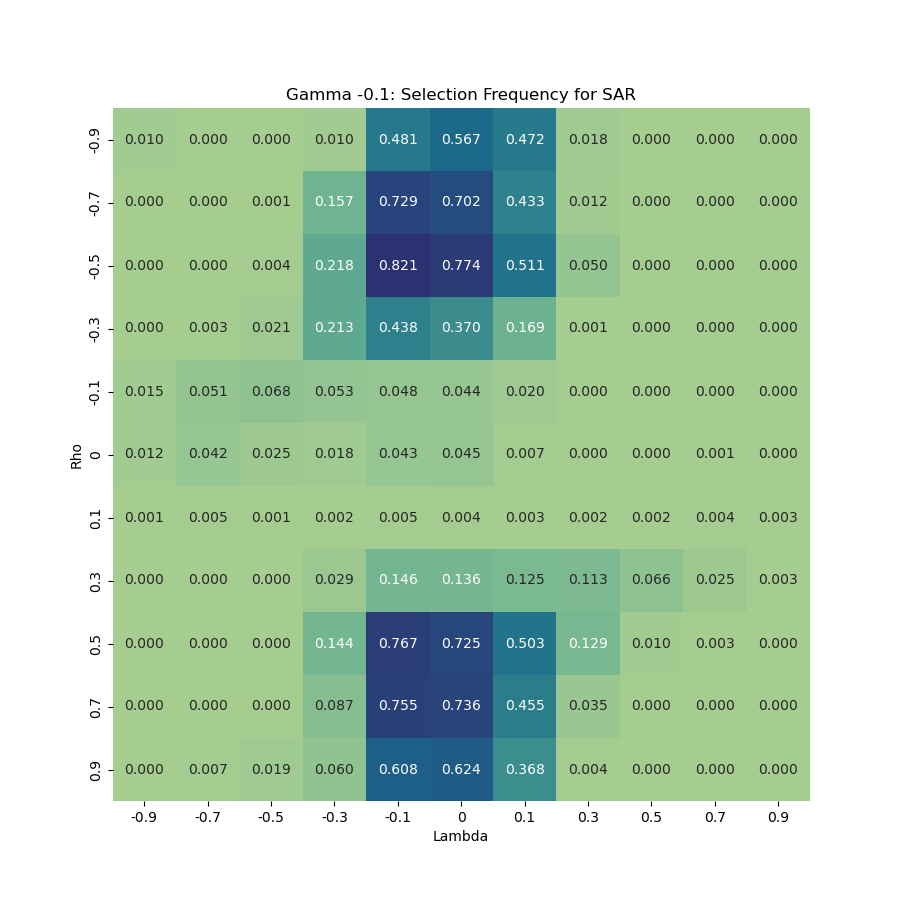 Gamma -0.1: Selection Frequency for SAR
-0.9 0.010 0.000 0.000 0.010 0.481 0.567 0.472 0.018 0.000 0.000 0.000
-0.7 0.000 0.000 0.001 0.157 0.729 0.702 0.433 0.012 0.000 0.000 0.000
-0.5 0.000 0.000 0.004 0.218 0.821 0.774 0.511 0.050 0.000 0.000 0.000
-0.3 0.000 0.003 0.021 0.213 0.438 0.370 0.169 0.001 0.000 0.000 0.000
-0.1 0.015 0.051 0.068 0.053 0.048 0.044 0.020 0.000 0.000 0.000 0.000
Rho
0 0.012 0.042 0.025 0.018 0.043 0.045 0.007 0.000 0.000 0.001 0.000
0.1 0.001 0.005 0.001 0.002 0.005 0.004 0.003 0.002 0.002 0.004 0.003
0.3 0.000 0.000 0.000 0.029 0.146 0.136 0.125 0.113 0.066 0.025 0.003
0.5 0.000 0.000 0.000 0.144 0.767 0.725 0.503 0.129 0.010 0.003 0.000
0.7 0.000 0.000 0.000 0.087 0.755 0.736 0.455 0.035 0.000 0.000 0.000
0.9 0.000 0.007 0.019 0.060 0.608 0.624 0.368 0.004 0.000 0.000 0.000
-0.9 -0.7 -0.5 -0.3 -0.1 0 0.1 0.3 0.5 0.7 0.9
Lambda